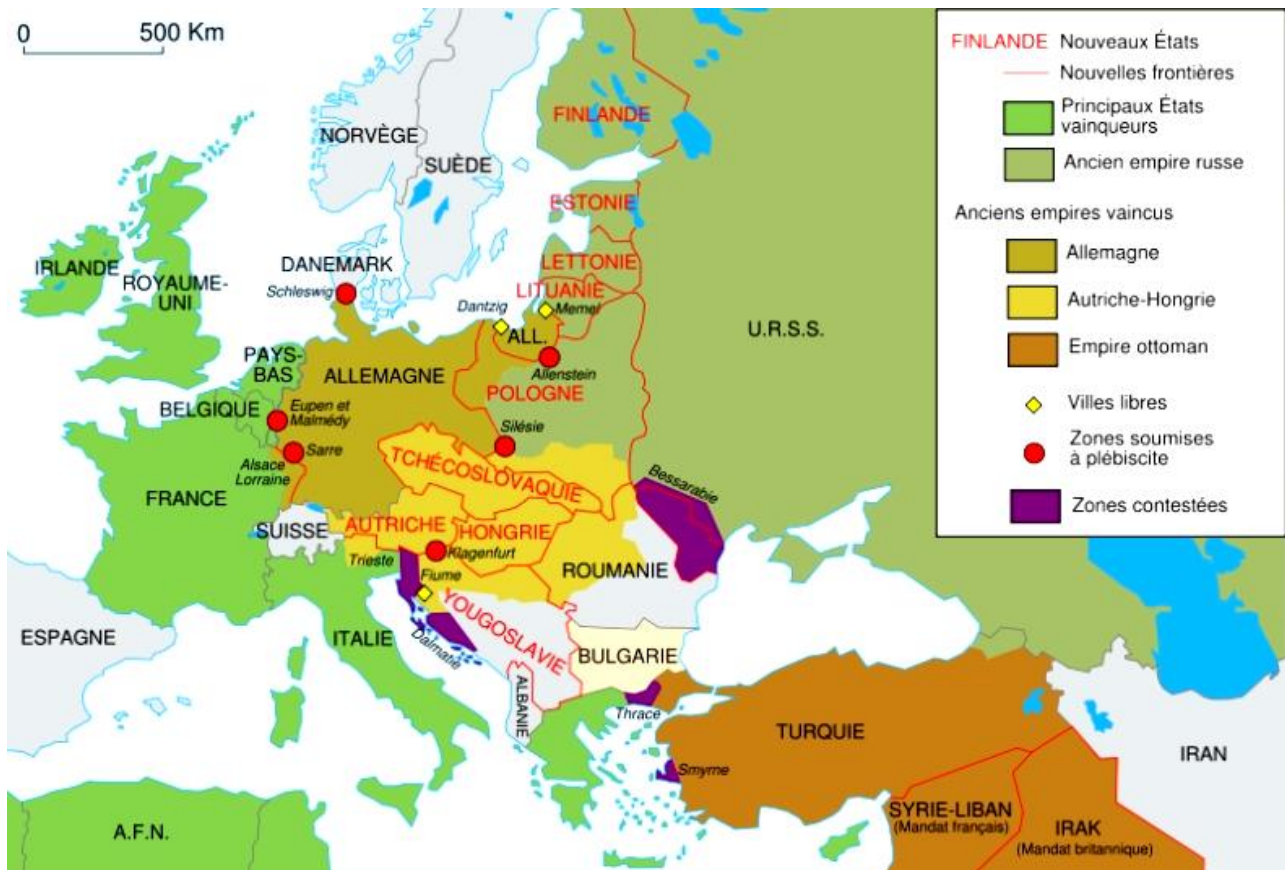 0 500 Km
NORVÈGE
SUÈDE
FINLANDE
ESTONIE
LETTONIE
LITUANIE
Memel
IRLANDE
ROYAUME-
UNI
DANEMARK
Schleswig
Dantzig
ALL.
Allenstein
U.R.S.S.
PAYS-
BAS
ALLEMAGNE
POLOGNE
BELGIQUE
Eupen et
Malmédy
Silésie
Sarre
Alsace
Lorraine
TCHÉCOSLOVAQUIE
Bessarabie
FRANCE
SUISSE
AUTRICHE
HONGRIE
Klagenfurt
Trieste
Fiume
ROUMANIE
YOUGOSLAVIE
ESPAGNE
ITALIE
Dalmatie
BULGARIE
ALBANIE
Thrace
TURQUIE
Smyrne
IRAN
SYRIE-LIBAN
(Mandat français)
IRAK
(Mandat britannique)
A.F.N.
FINLANDE Nouveaux États
Nouvelles frontières
Principaux États
vainqueurs
Ancien empire russe
Anciens empires vaincus
Allemagne
Autriche-Hongrie
Empire ottoman
Villes libres
Zones soumises
à plébiscite
Zones contestées